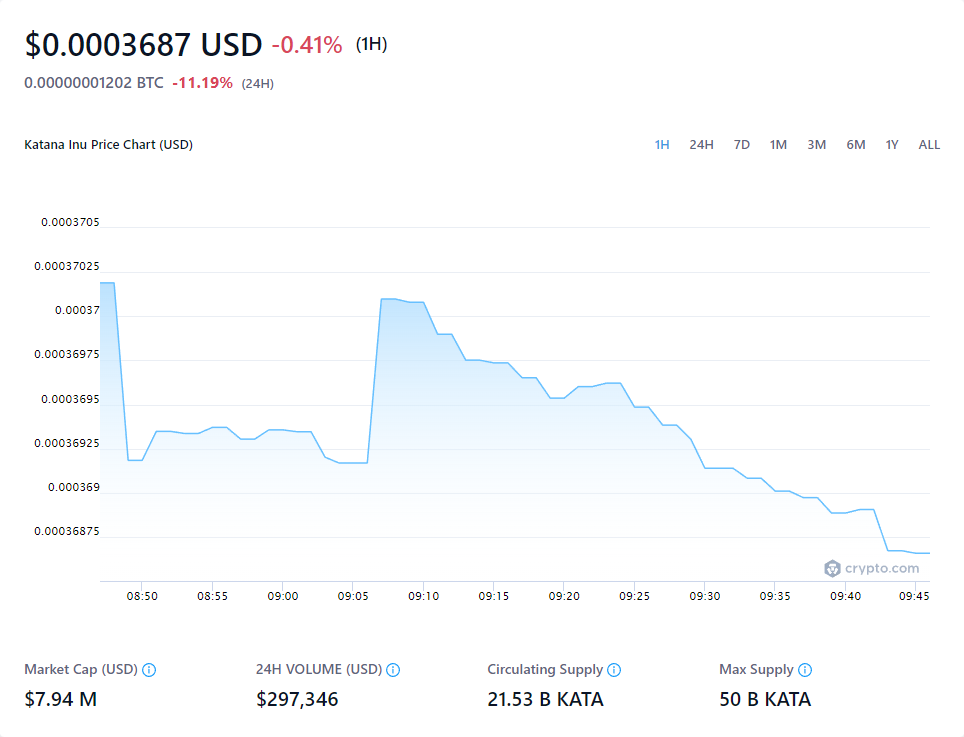 $0.0003687 USD -0.41% (1H)
0.00000001202 BTC -11.19% (24H)
Katana Inu Price Chart (USD)
1H 24H 7D 1M 3M 6M 1Y ALL
0.0003705
0.00037025
0.00037
0.00036975
0.0003695
0.00036925
0.000369
0.00036875
crypto.com
08:50 08:55 09:00 09:05 09:10 09:15 09:20 09:25 09:30 09:35 09:40 09:45
Market Cap (USD) 24H VOLUME (USD) Circulating Supply Max Supply
$7.94 M $297,346 21.53 B KATA 50 B KATA